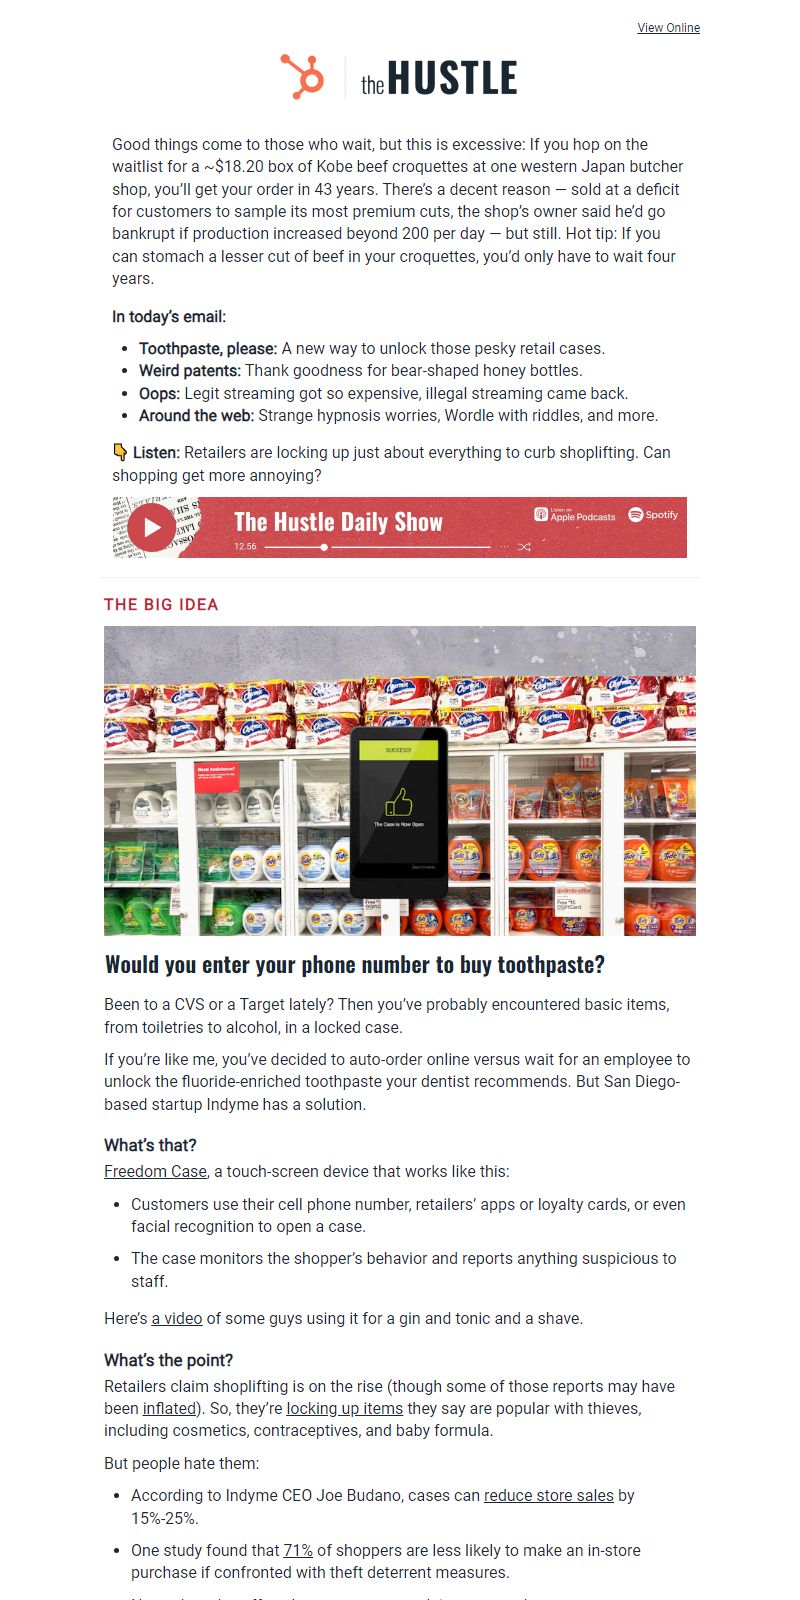 View Online
the HUSTLE
Good things come to those who wait, but this is excessive: If you hop on the
waitlist for a ~$18.20 box of Kobe beef croquettes at one western Japan butcher
shop, you’ll get your order in 43 years. There’s a decent reason — sold at a deficit
for customers to sample its most premium cuts, the shop’s owner said he’d go
bankrupt if production increased beyond 200 per day — but still. Hot tip: If you
can stomach a lesser cut of beef in your croquettes, you’d only have to wait four
years.
In today’s email:
• Toothpaste, please: A new way to unlock those pesky retail cases.
• Weird patents: Thank goodness for bear-shaped honey bottles.
• Oops: Legit streaming got so expensive, illegal streaming came back.
• Around the web: Strange hypnosis worries, Wordle with riddles, and more.
👇 Listen: Retailers are locking up just about everything to curb shoplifting. Can
shopping get more annoying?
The Hustle Daily Show
12.56
Listen on
Apple Podcasts
Spotify
THE BIG IDEA
Charmin
Need Assistance?
SUCCESS!
The Case is Now Open
Tide
Free $15
Giftcard
Would you enter your phone number to buy toothpaste?
Been to a CVS or a Target lately? Then you’ve probably encountered basic items,
from toiletries to alcohol, in a locked case.
If you’re like me, you’ve decided to auto-order online versus wait for an employee to
unlock the fluoride-enriched toothpaste your dentist recommends. But San Diego-
based startup Indyme has a solution.
What’s that?
Freedom Case, a touch-screen device that works like this:
• Customers use their cell phone number, retailers’ apps or loyalty cards, or even
facial recognition to open a case.
• The case monitors the shopper’s behavior and reports anything suspicious to
staff.
Here’s a video of some guys using it for a gin and tonic and a shave.
What’s the point?
Retailers claim shoplifting is on the rise (though some of those reports may have
been inflated). So, they’re locking up items they say are popular with thieves,
including cosmetics, contraceptives, and baby formula.
But people hate them:
• According to Indyme CEO Joe Budano, cases can reduce store sales by
15%-25%.
• One study found that 71% of shoppers are less likely to make an in-store
purchase if confronted with theft deterrent measures.